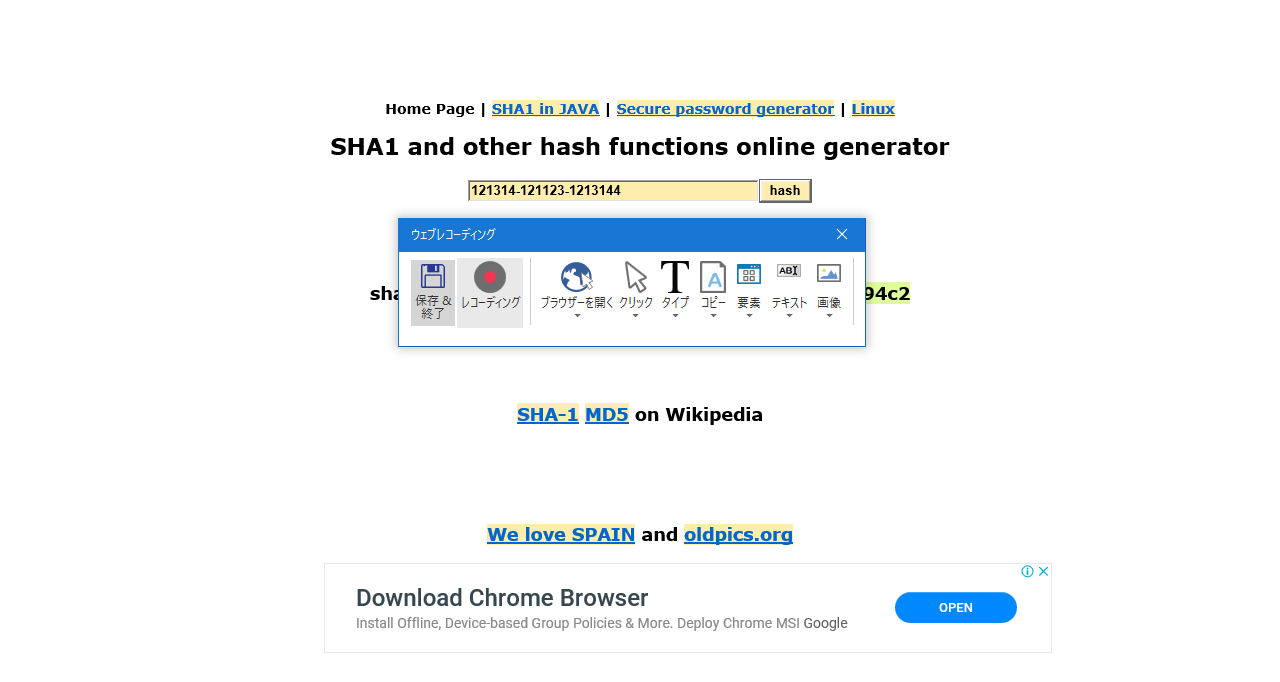 Home Page | SHA1 in JAVA | Secure password generator | Linux
SHA1 and other hash functions online generator
121314-121123-1213144 hash
ウェブレコーディング
sha
94c2
保存 &
終了
レコーディング
ブラウザーを開く
クリック
タイプ
コピー
要素
テキスト
画像
SHA-1 MD5 on Wikipedia
We love SPAIN and oldpics.org
Download Chrome Browser
Install Offline, Device-based Group Policies & More. Deploy Chrome MSI Google
OPEN